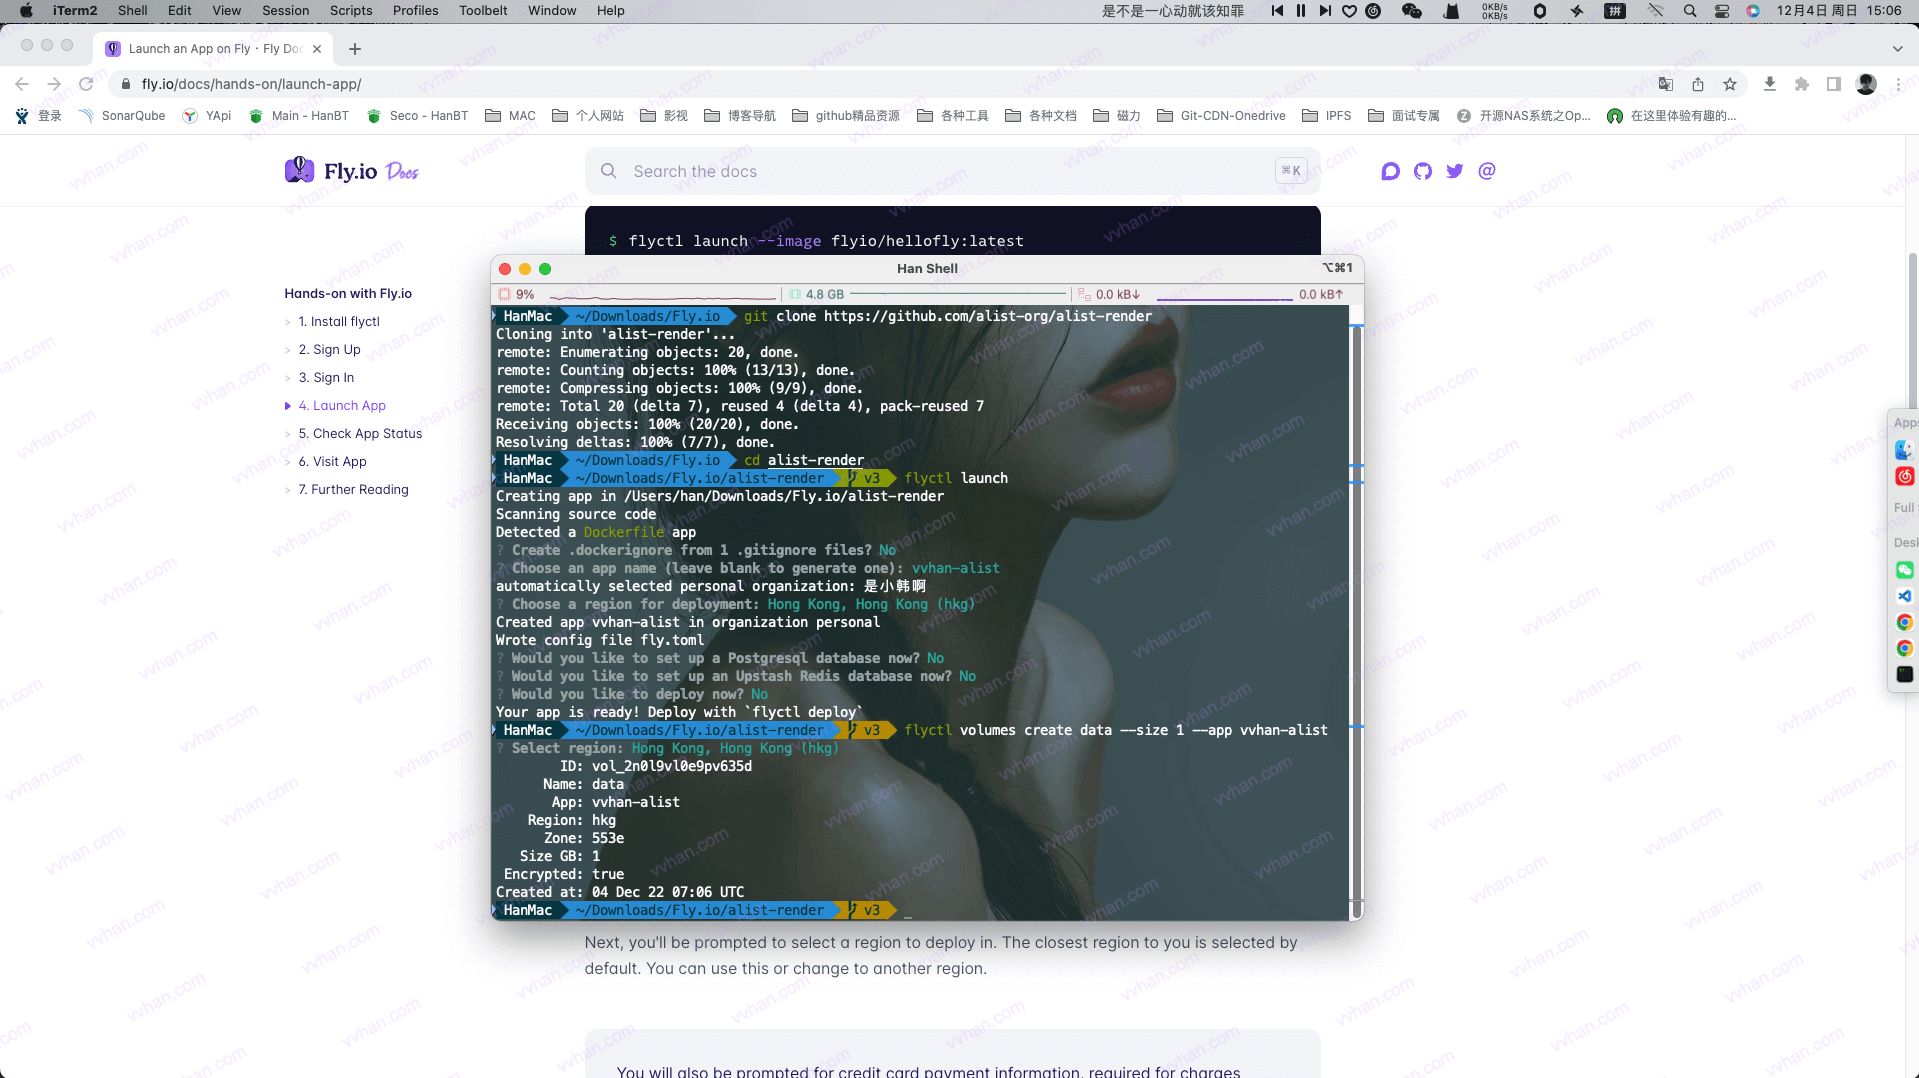 iTerm2 Shell Edit View Session Scripts Profiles Toolbelt Window Help 是不是一心动就该知罪 0KB/s 0KB/s 拼 12月4日 周日 15:06
Launch an App on Fly · Fly Doc
fly.io/docs/hands-on/launch-app/
登录 SonarQube YApi Main - HanBT Seco - HanBT MAC 个人网站 影视 博客导航 github精品资源 各种工具 各种文档 磁力 Git-CDN-Onedrive IPFS 面试专属 开源NAS系统之Op... 在这里体验有趣的...
Fly.io Docs Search the docs ⌘K
$ flyctl launch --image flyio/hellofly:latest
Hands-on with Fly.io
1. Install flyctl
2. Sign Up
3. Sign In
4. Launch App
5. Check App Status
6. Visit App
7. Further Reading
Han Shell ⌥⌘1
9% 4.8 GB 0.0 kB↓ 0.0 kB↑
HanMac ~/Downloads/Fly.io git clone https://github.com/alist-org/alist-render
Cloning into 'alist-render'...
remote: Enumerating objects: 20, done.
remote: Counting objects: 100% (13/13), done.
remote: Compressing objects: 100% (9/9), done.
remote: Total 20 (delta 7), reused 4 (delta 4), pack-reused 7
Receiving objects: 100% (20/20), done.
Resolving deltas: 100% (7/7), done.
HanMac ~/Downloads/Fly.io cd alist-render
HanMac ~/Downloads/Fly.io/alist-render v3 flyctl launch
Creating app in /Users/han/Downloads/Fly.io/alist-render
Scanning source code
Detected a Dockerfile app
? Create .dockerignore from 1 .gitignore files? No
? Choose an app name (leave blank to generate one): vvhan-alist
automatically selected personal organization: 是小韩啊
? Choose a region for deployment: Hong Kong, Hong Kong (hkg)
Created app vvhan-alist in organization personal
Wrote config file fly.toml
? Would you like to set up a Postgresql database now? No
? Would you like to set up an Upstash Redis database now? No
? Would you like to deploy now? No
Your app is ready! Deploy with `flyctl deploy`
HanMac ~/Downloads/Fly.io/alist-render v3 flyctl volumes create data --size 1 --app vvhan-alist
? Select region: Hong Kong, Hong Kong (hkg)
ID: vol_2n0l9vl0e9pv635d
Name: data
App: vvhan-alist
Region: hkg
Zone: 553e
Size GB: 1
Encrypted: true
Created at: 04 Dec 22 07:06 UTC
HanMac ~/Downloads/Fly.io/alist-render v3 _
Next, you'll be prompted to select a region to deploy in. The closest region to you is selected by
default. You can use this or change to another region.
You will also be prompted for credit card payment information, required for charges
Apps
Full
Desk
vvhan.com